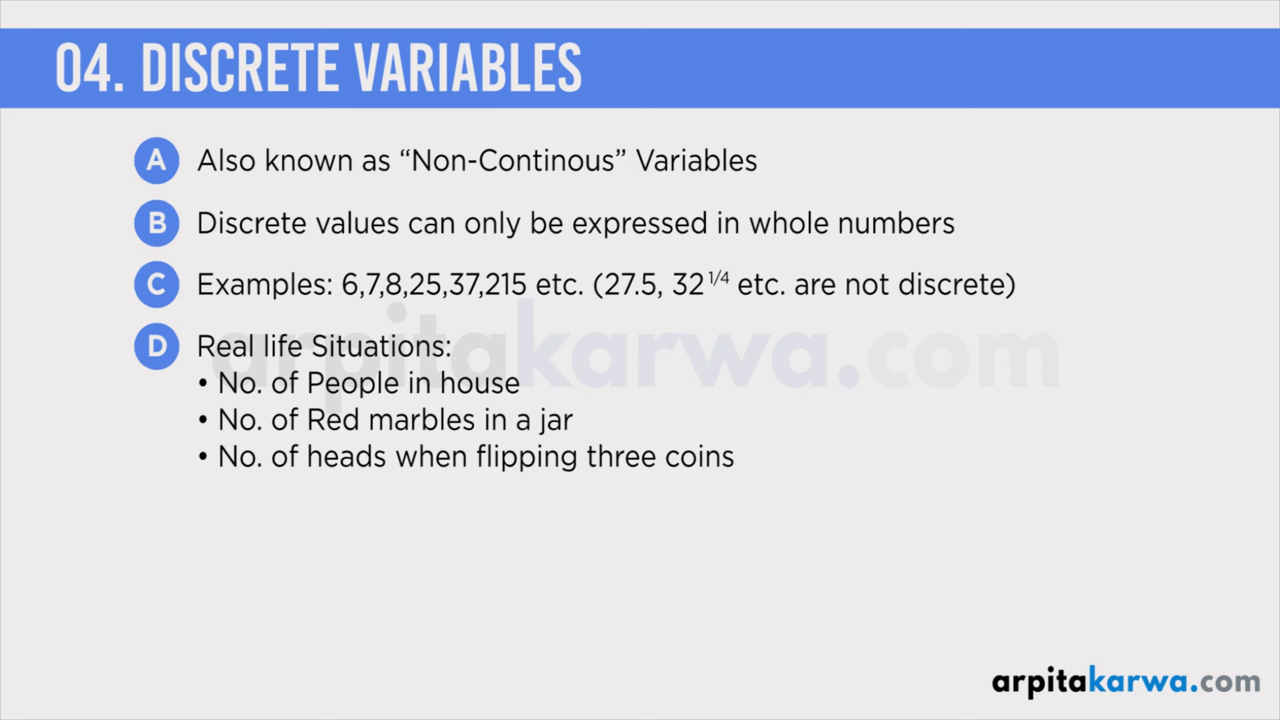 04. DISCRETE VARIABLES
A Also known as “Non-Continous” Variables
B Discrete values can only be expressed in whole numbers
C Examples: 6,7,8,25,37,215 etc. (27.5, 32 1/4 etc. are not discrete)
D Real life Situations:
• No. of People in house
• No. of Red marbles in a jar
• No. of heads when flipping three coins
arpitakarwa.com
arpitakarwa.com